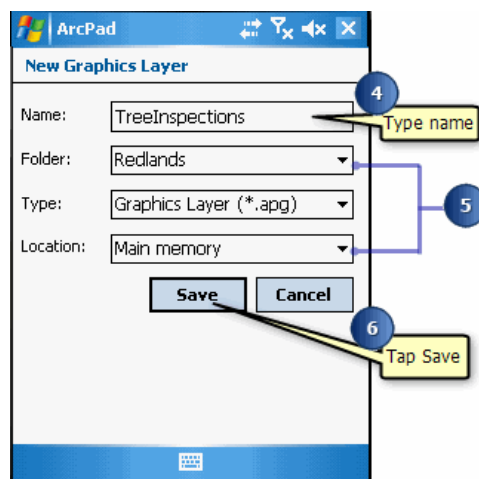 ArcPad
New Graphics Layer
4
Name: TreeInspections
Type name
Folder: Redlands
5
Type: Graphics Layer (*.apg)
Location: Main memory
Save Cancel
6
Tap Save